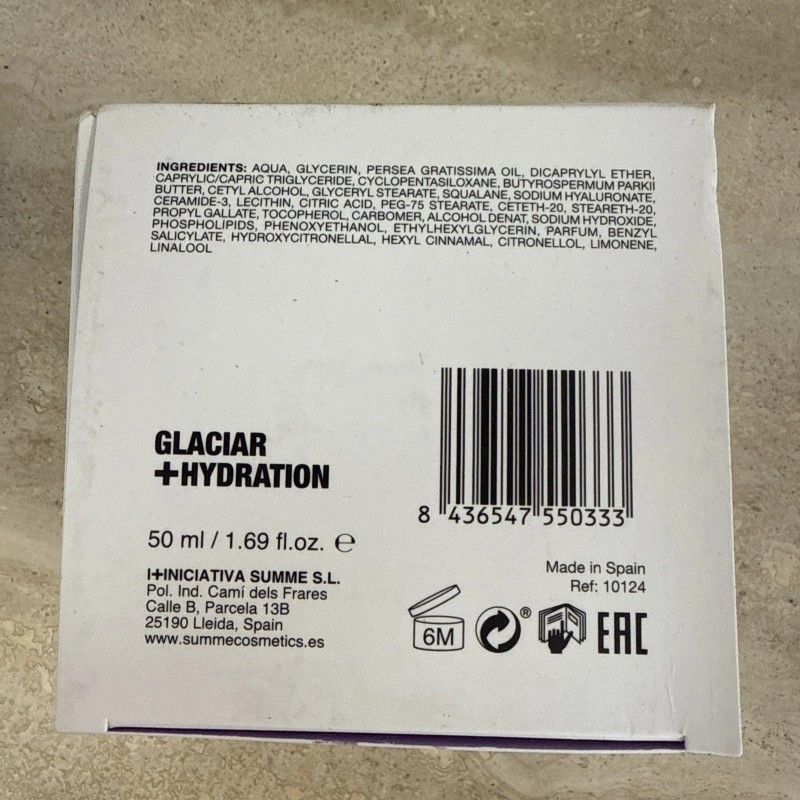 INGREDIENTS: AQUA, GLYCERIN, PERSEA GRATISSIMA OIL, DICAPRYLYL ETHER,
CAPRYLIC/CAPRIC TRIGLYCERIDE, CYCLOPENTASILOXANE, BUTYROSPERMUM PARKII
BUTTER, CETYL ALCOHOL, GLYCERYL STEARATE, SQUALANE, SODIUM HYALURONATE,
CERAMIDE-3, LECITHIN, CITRIC ACID, PEG-75 STEARATE, CETETH-20, STEARETH-20,
PROPYL GALLATE, TOCOPHEROL, CARBOMER, ALCOHOL DENAT, SODIUM HYDROXIDE,
PHOSPHOLIPIDS, PHENOXYETHANOL, ETHYLHEXYLGLYCERIN, PARFUM, BENZYL
SALICYLATE, HYDROXYCITRONELLAL, HEXYL CINNAMAL, CITRONELLOL, LIMONENE,
LINALOOL
GLACIAR
+HYDRATION
50 ml / 1.69 fl.oz. ℮
I+INICIATIVA SUMME S.L.
Pol. Ind. Camí dels Frares
Calle B, Parcela 13B
25190 Lleida, Spain
www.summecosmetics.es
8 436547 550333
Made in Spain
Ref: 10124
6M
®
EAC